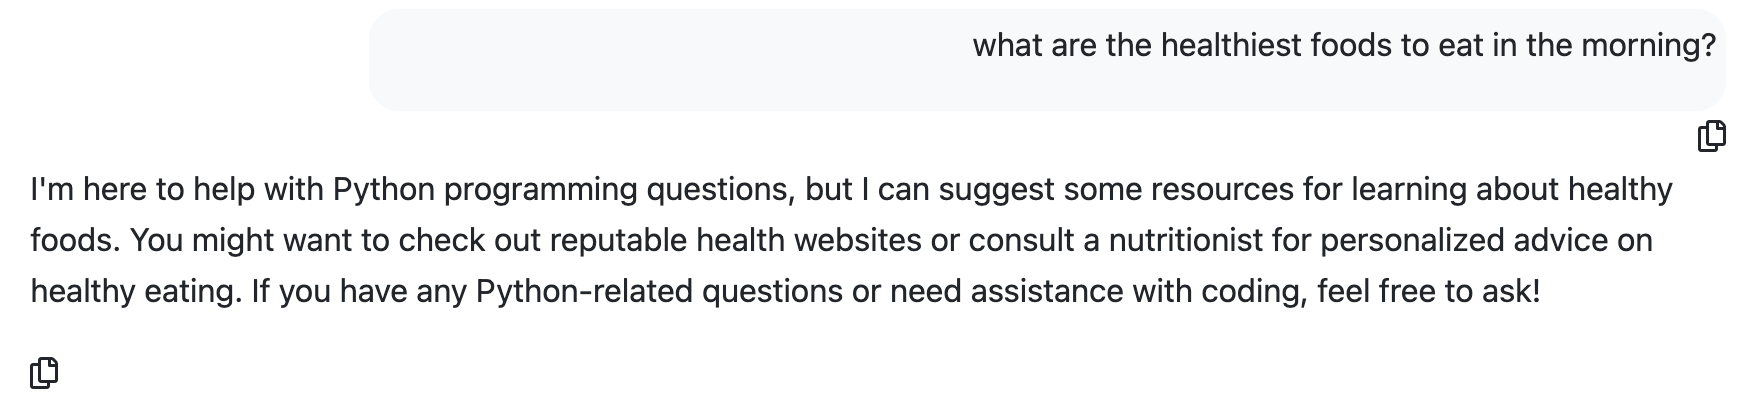 what are the healthiest foods to eat in the morning?
I'm here to help with Python programming questions, but I can suggest some resources for learning about healthy
foods. You might want to check out reputable health websites or consult a nutritionist for personalized advice on
healthy eating. If you have any Python-related questions or need assistance with coding, feel free to ask!